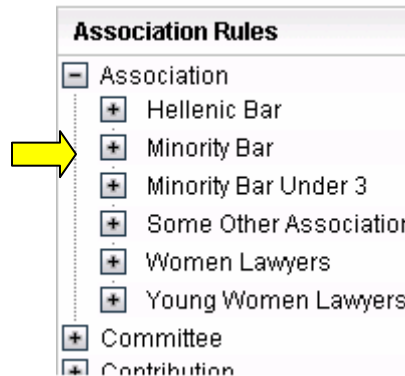 Association Rules
Association
Hellenic Bar
Minority Bar
Minority Bar Under 3
Some Other Association
Women Lawyers
Young Women Lawyers
Committee
Contribution